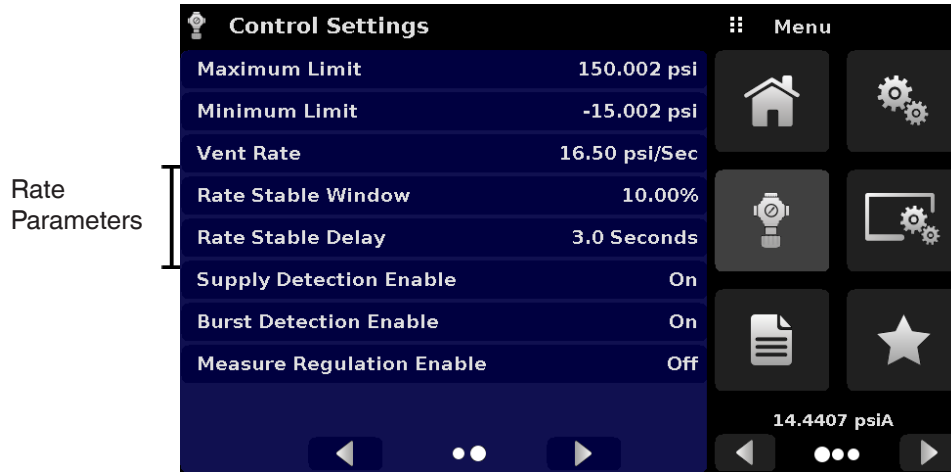 Control Settings
Menu
Maximum Limit 150.002 psi
Minimum Limit -15.002 psi
Vent Rate 16.50 psi/Sec
Rate Parameters
Rate Stable Window 10.00%
Rate Stable Delay 3.0 Seconds
Supply Detection Enable On
Burst Detection Enable On
Measure Regulation Enable Off
14.4407 psiA